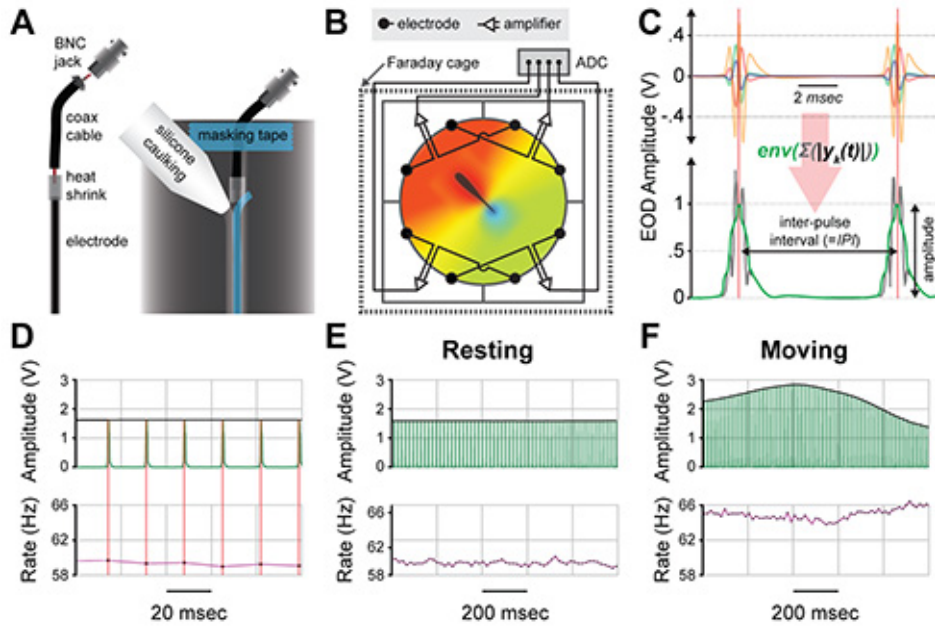 A
BNC
jack
coax
cable
heat
shrink
electrode
silicone
caulking
masking tape
B
electrode
amplifier
Faraday cage
ADC
C
EOD Amplitude (V)
.4
0
-.4
2 msec
env(Σ(|yk(t)|))
1
.5
0
inter-pulse
interval (=IPI)
amplitude
D
Amplitude (V)
3
2
1
0
Rate (Hz)
66
62
58
20 msec
E
Resting
Amplitude (V)
3
2
1
0
Rate (Hz)
66
62
58
200 msec
F
Moving
Amplitude (V)
3
2
1
0
Rate (Hz)
66
62
58
200 msec